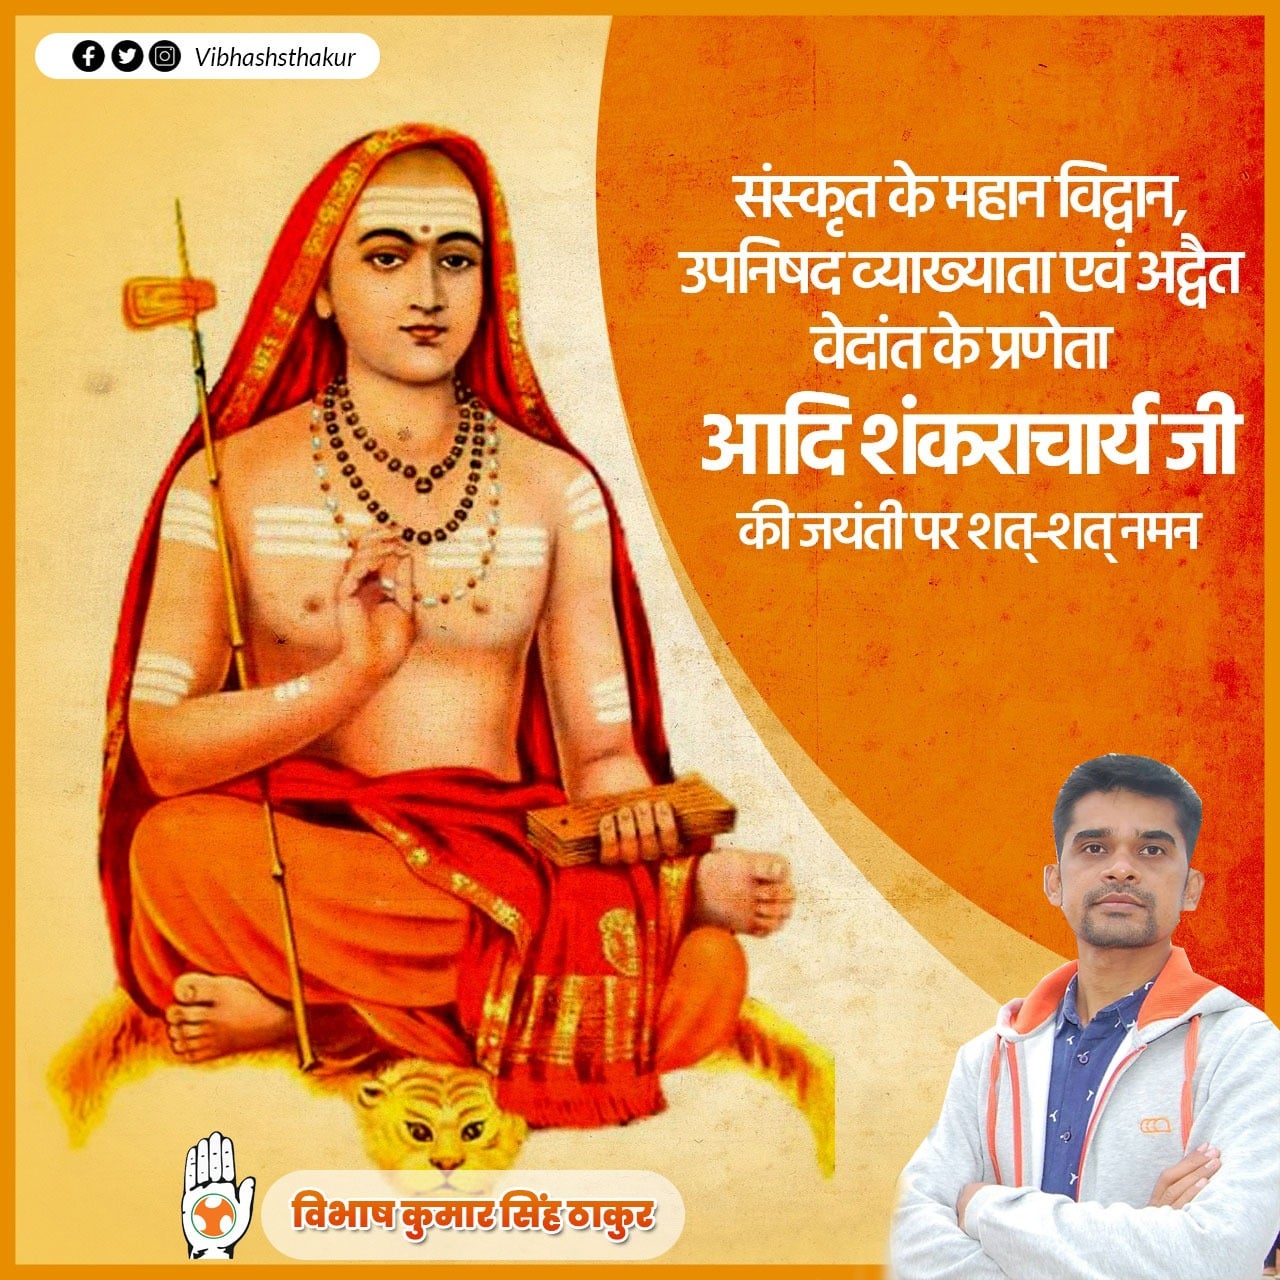 Vibhashsthakur
संस्कृत के महान विद्वान,
उपनिषद व्याख्याता एवं अद्वैत
वेदांत के प्रणेता
आदि शंकराचार्य जी
की जयंती पर शत्-शत् नमन
विभाष कुमार सिंह ठाकुर